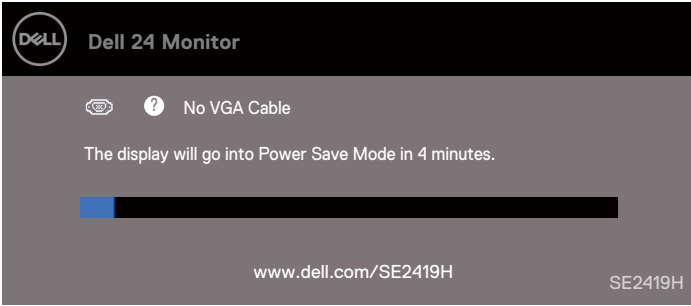 DELL
Dell 24 Monitor
? No VGA Cable
The display will go into Power Save Mode in 4 minutes.
www.dell.com/SE2419H
SE2419H